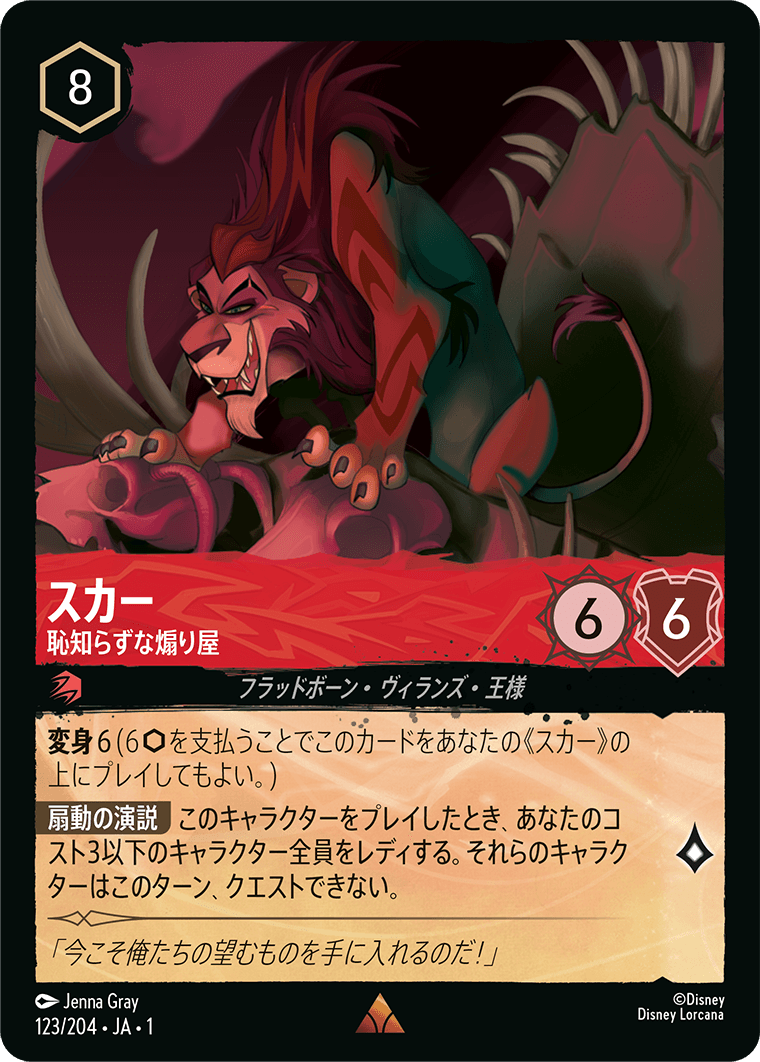 8
スカー
恥知らずな煽り屋
6
6
フラッドボーン・ヴィランズ・王様
変身 6 (6⬡を支払うことでこのカードをあなたの《スカー》の
上にプレイしてもよい。)
扇動の演説 このキャラクターをプレイしたとき、あなたのコ
スト3以下のキャラクター全員をレディする。それらのキャラク
ターはこのターン、クエストできない。
「今こそ俺たちの望むものを手に入れるのだ！」
Jenna Gray
©Disney
123/204・JA・1
Disney Lorcana